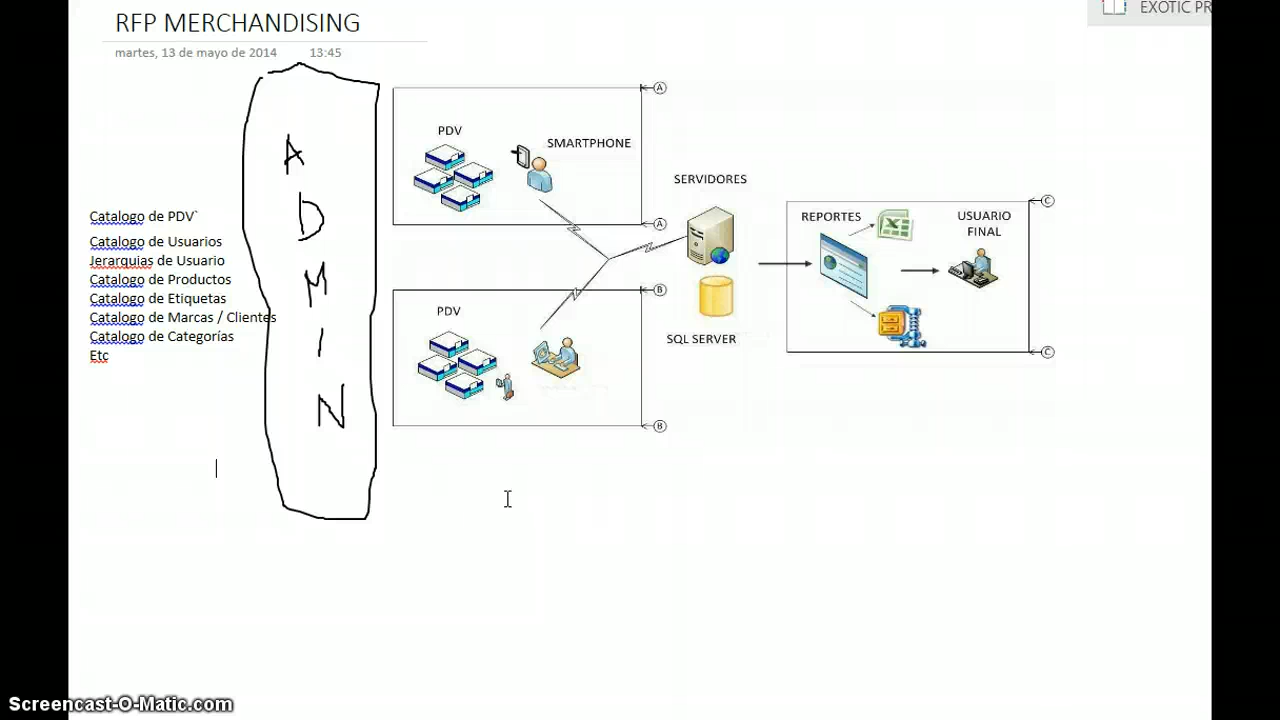 RFP MERCHANDISING
EXOTIC PR
martes, 13 de mayo de 2014 13:45
ADMIN
Catalogo de PDV`
Catalogo de Usuarios
Jerarquias de Usuario
Catalogo de Productos
Catalogo de Etiquetas
Catalogo de Marcas / Clientes
Catalogo de Categorías
Etc
A
PDV
SMARTPHONE
A
B
PDV
B
SERVIDORES
SQL SERVER
C
REPORTES
USUARIO
FINAL
C
Screencast-O-Matic.com